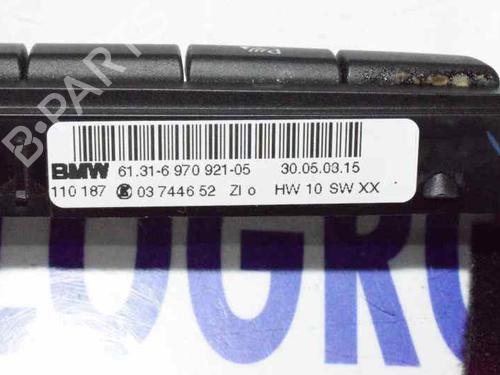 BMW 61.31-6 970 921-05 30.05.03.15
110 187 03 7446 52 ZI o HW 10 SW XX
B-PARTS
LOGRO